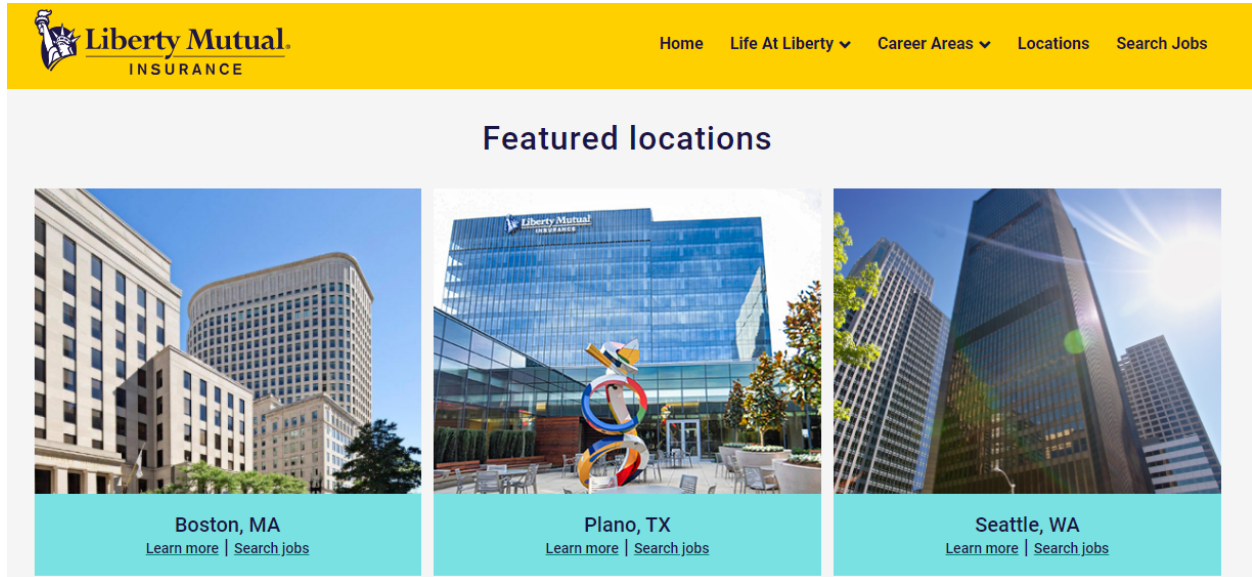 Liberty Mutual.
INSURANCE
Home Life At Liberty Career Areas Locations Search Jobs
Featured locations
Liberty Mutual
INSURANCE
Boston, MA
Learn more | Search jobs
Plano, TX
Learn more | Search jobs
Seattle, WA
Learn more | Search jobs